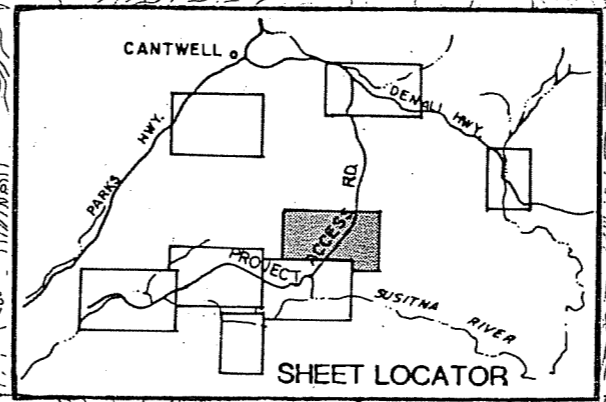 CANTWELL
DENALI HWY.
PARKS HWY.
PROJECT ACCESS RD.
SUSITNA RIVER
SHEET LOCATOR